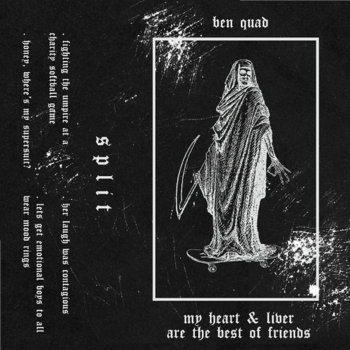 ben quad
my heart & liver
are the best of friends
split
. fighting the umpire at a
charity softball game
. honey, where's my supersuit?
. her laugh was contagious
. lets get emotional boys to all
wear mood rings